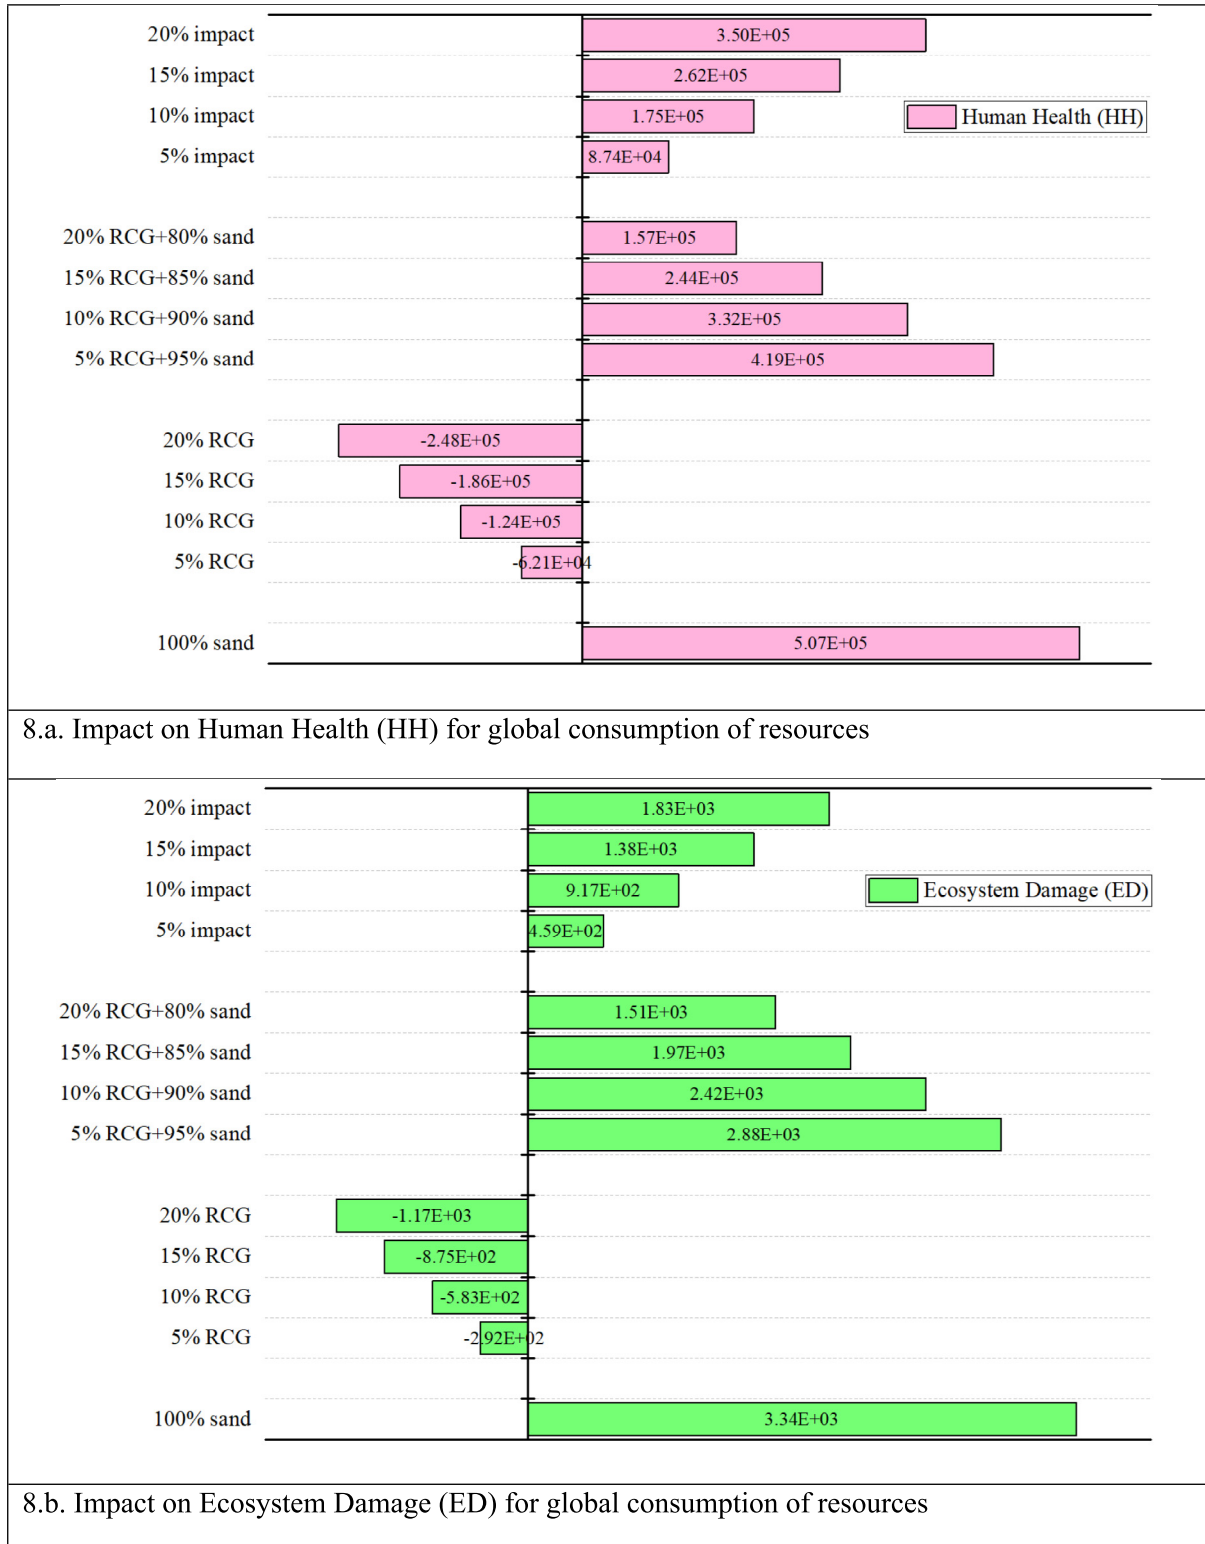 20% impact 3.50E+05
15% impact 2.62E+05
10% impact 1.75E+05 Human Health (HH)
5% impact 8.74E+04
20% RCG+80% sand 1.57E+05
15% RCG+85% sand 2.44E+05
10% RCG+90% sand 3.32E+05
5% RCG+95% sand 4.19E+05
20% RCG -2.48E+05
15% RCG -1.86E+05
10% RCG -1.24E+05
5% RCG -6.21E+04
100% sand 5.07E+05
8.a. Impact on Human Health (HH) for global consumption of resources
20% impact 1.83E+03
15% impact 1.38E+03
10% impact 9.17E+02 Ecosystem Damage (ED)
5% impact 4.59E+02
20% RCG+80% sand 1.51E+03
15% RCG+85% sand 1.97E+03
10% RCG+90% sand 2.42E+03
5% RCG+95% sand 2.88E+03
20% RCG -1.17E+03
15% RCG -8.75E+02
10% RCG -5.83E+02
5% RCG -2.92E+02
100% sand 3.34E+03
8.b. Impact on Ecosystem Damage (ED) for global consumption of resources